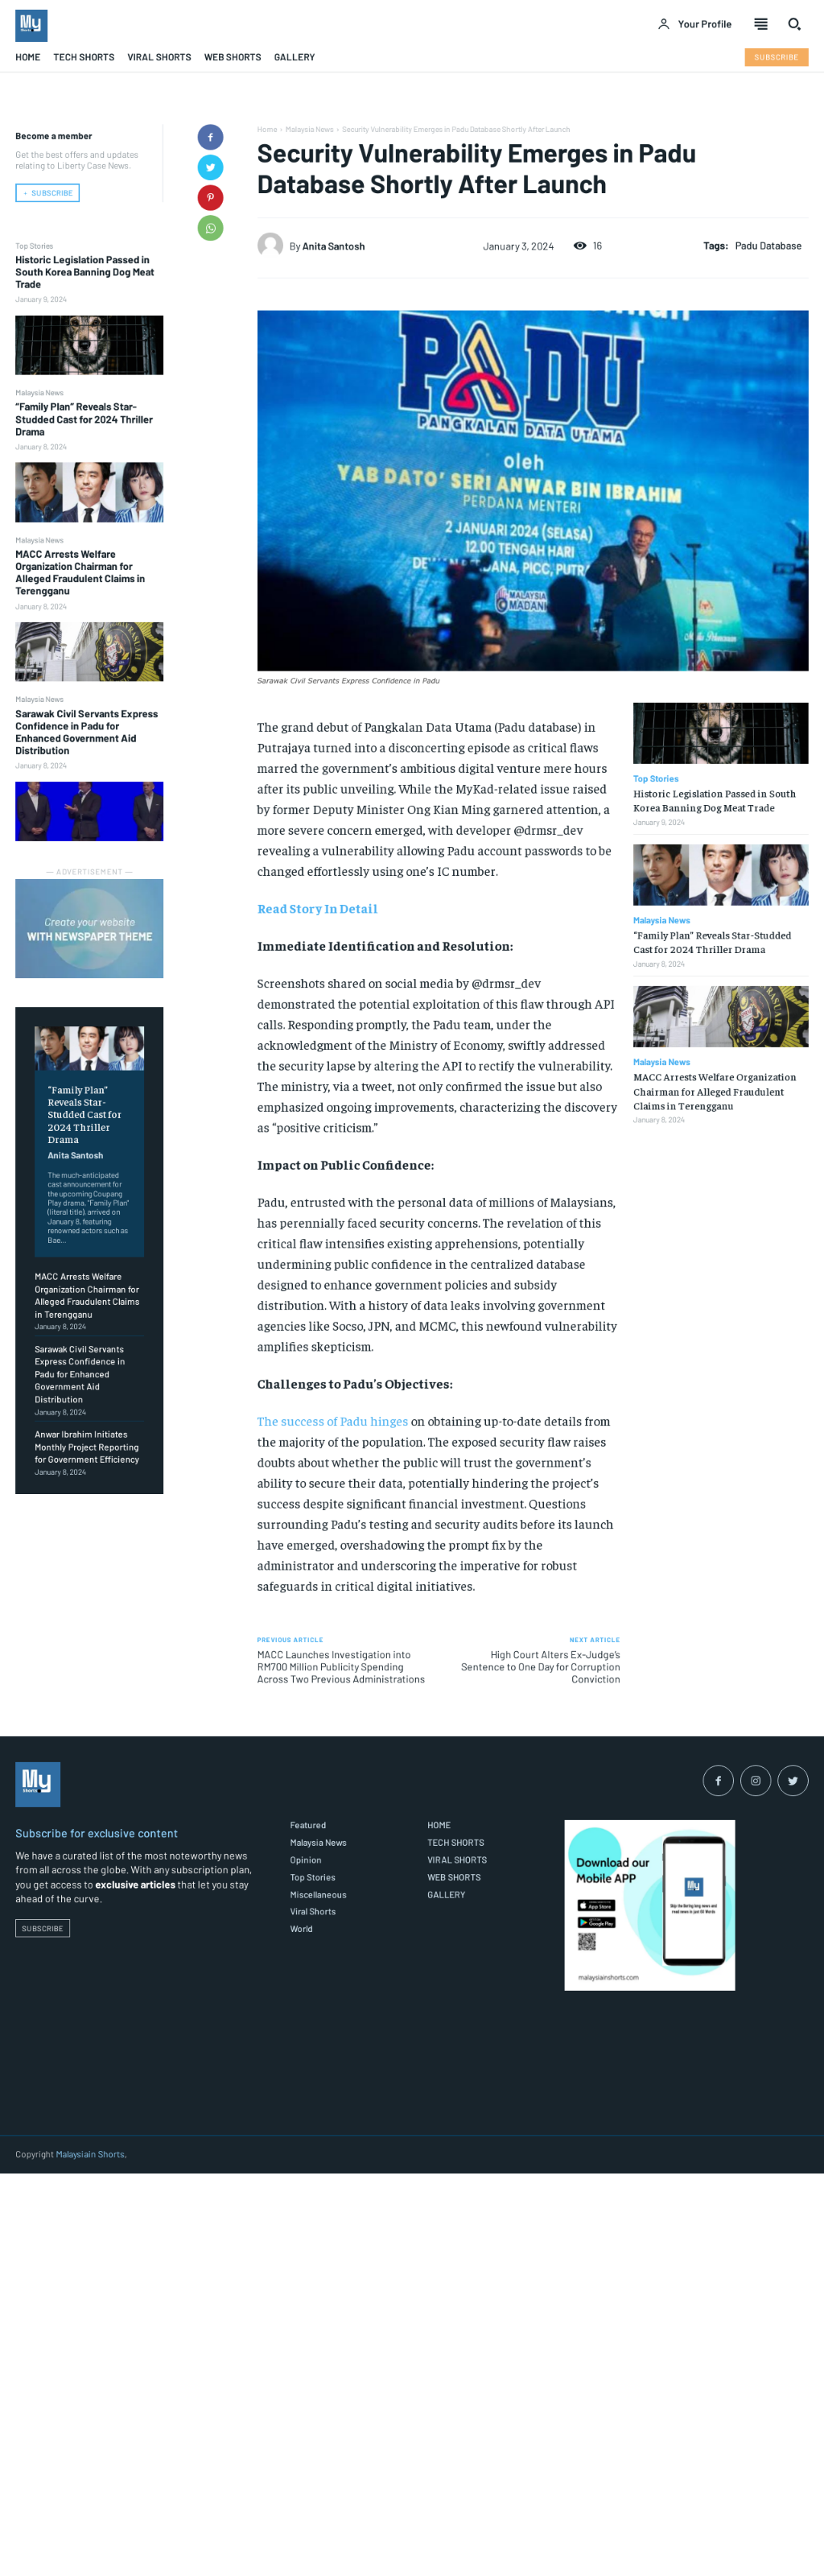 My
Shorts
Your Profile
HOME
TECH SHORTS
VIRAL SHORTS
WEB SHORTS
GALLERY
SUBSCRIBE
Become a member
Get the best offers and updates
relating to Liberty Case News.
SUBSCRIBE
Top Stories
Historic Legislation Passed in
South Korea Banning Dog Meat
Trade
January 9, 2024
Malaysia News
“Family Plan” Reveals Star-
Studded Cast for 2024 Thriller
Drama
January 8, 2024
Malaysia News
MACC Arrests Welfare
Organization Chairman for
Alleged Fraudulent Claims in
Terengganu
January 8, 2024
Malaysia News
Sarawak Civil Servants Express
Confidence in Padu for
Enhanced Government Aid
Distribution
January 8, 2024
― ADVERTISEMENT ―
Create your website
WITH NEWSPAPER THEME
“Family Plan”
Reveals Star-
Studded Cast for
2024 Thriller
Drama
Anita Santosh
The much-anticipated
cast announcement for
the upcoming Coupang
Play drama, "Family Plan"
(literal title), arrived on
January 8, featuring
renowned actors such as
Bae...
MACC Arrests Welfare
Organization Chairman for
Alleged Fraudulent Claims
in Terengganu
January 8, 2024
Sarawak Civil Servants
Express Confidence in
Padu for Enhanced
Government Aid
Distribution
January 8, 2024
Anwar Ibrahim Initiates
Monthly Project Reporting
for Government Efficiency
January 8, 2024
Home › Malaysia News › Security Vulnerability Emerges in Padu Database Shortly After Launch
Security Vulnerability Emerges in Padu
Database Shortly After Launch
By Anita Santosh
January 3, 2024
16
Tags: Padu Database
PADU
PANGKALAN DATA UTAMA
oleh
YAB DATO’ SERI ANWAR BIN IBRAHIM
PERDANA MENTERI
2 JANUARI 2024 (SELASA)
12.00 TENGAH HARI
DANA, PICC, PUTRAJ
MALAYSIA
MADANI
Sarawak Civil Servants Express Confidence in Padu
The grand debut of Pangkalan Data Utama (Padu database) in
Putrajaya turned into a disconcerting episode as critical flaws
marred the government’s ambitious digital venture mere hours
after its public unveiling. While the MyKad-related issue raised
by former Deputy Minister Ong Kian Ming garnered attention, a
more severe concern emerged, with developer @drmsr_dev
revealing a vulnerability allowing Padu account passwords to be
changed effortlessly using one’s IC number.
Read Story In Detail
Immediate Identification and Resolution:
Screenshots shared on social media by @drmsr_dev
demonstrated the potential exploitation of this flaw through API
calls. Responding promptly, the Padu team, under the
acknowledgment of the Ministry of Economy, swiftly addressed
the security lapse by altering the API to rectify the vulnerability.
The ministry, via a tweet, not only confirmed the issue but also
emphasized ongoing improvements, characterizing the discovery
as “positive criticism.”
Impact on Public Confidence:
Padu, entrusted with the personal data of millions of Malaysians,
has perennially faced security concerns. The revelation of this
critical flaw intensifies existing apprehensions, potentially
undermining public confidence in the centralized database
designed to enhance government policies and subsidy
distribution. With a history of data leaks involving government
agencies like Socso, JPN, and MCMC, this newfound vulnerability
amplifies skepticism.
Challenges to Padu’s Objectives:
The success of Padu hinges on obtaining up-to-date details from
the majority of the population. The exposed security flaw raises
doubts about whether the public will trust the government’s
ability to secure their data, potentially hindering the project’s
success despite significant financial investment. Questions
surrounding Padu’s testing and security audits before its launch
have emerged, overshadowing the prompt fix by the
administrator and underscoring the imperative for robust
safeguards in critical digital initiatives.
Top Stories
Historic Legislation Passed in South
Korea Banning Dog Meat Trade
January 9, 2024
Malaysia News
“Family Plan” Reveals Star-Studded
Cast for 2024 Thriller Drama
January 8, 2024
Malaysia News
MACC Arrests Welfare Organization
Chairman for Alleged Fraudulent
Claims in Terengganu
January 8, 2024
PREVIOUS ARTICLE
MACC Launches Investigation into
RM700 Million Publicity Spending
Across Two Previous Administrations
NEXT ARTICLE
High Court Alters Ex-Judge’s
Sentence to One Day for Corruption
Conviction
My
Shorts
Subscribe for exclusive content
We have a curated list of the most noteworthy news
from all across the globe. With any subscription plan,
you get access to exclusive articles that let you stay
ahead of the curve.
SUBSCRIBE
Featured
Malaysia News
Opinion
Top Stories
Miscellaneous
Viral Shorts
World
HOME
TECH SHORTS
VIRAL SHORTS
WEB SHORTS
GALLERY
Download our
Mobile APP
App Store
Google Play
My
Skip the boring long news and
read news in just 60 Words
malaysiainshorts.com
Copyright Malaysiain Shorts.